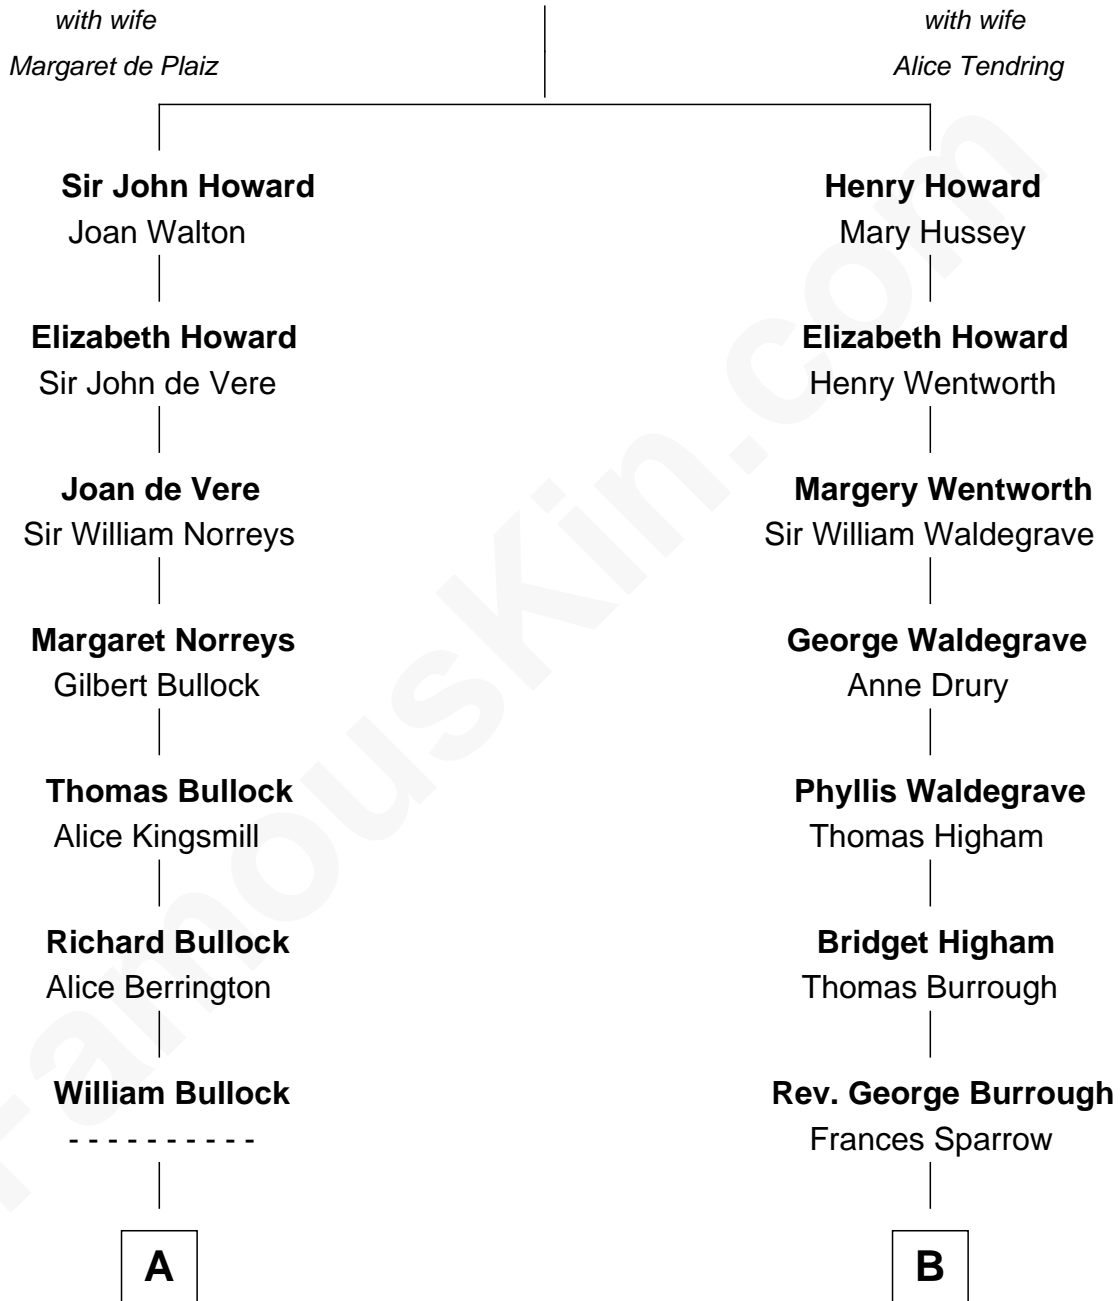 with wife
Margaret de Plaiz
with wife
Alice Tendring
Sir John Howard
Joan Walton
Henry Howard
Mary Hussey
Elizabeth Howard
Sir John de Vere
Elizabeth Howard
Henry Wentworth
Joan de Vere
Sir William Norreys
Margery Wentworth
Sir William Waldegrave
Margaret Norreys
Gilbert Bullock
George Waldegrave
Anne Drury
Thomas Bullock
Alice Kingsmill
Phyllis Waldegrave
Thomas Higham
Richard Bullock
Alice Berrington
Bridget Higham
Thomas Burrough
William Bullock
- - - - - - - - - -
Rev. George Burrough
Frances Sparrow
A
B
FamousKin.com